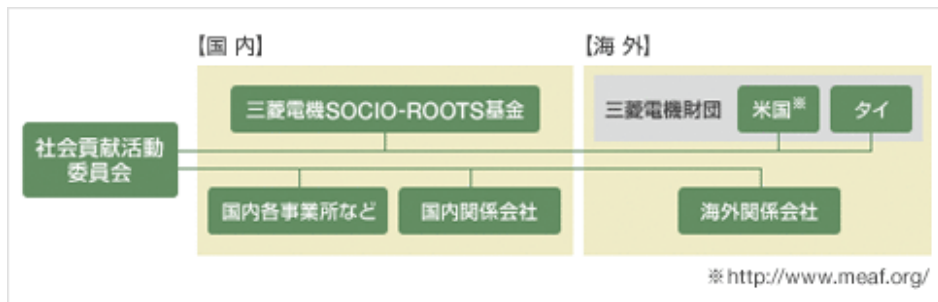 【国 内】
【海 外】
三菱電機SOCIO-ROOTS基金
三菱電機財団
米国※
タイ
社会貢献活動
委員会
国内各事業所など
国内関係会社
海外関係会社
※http://www.meaf.org/